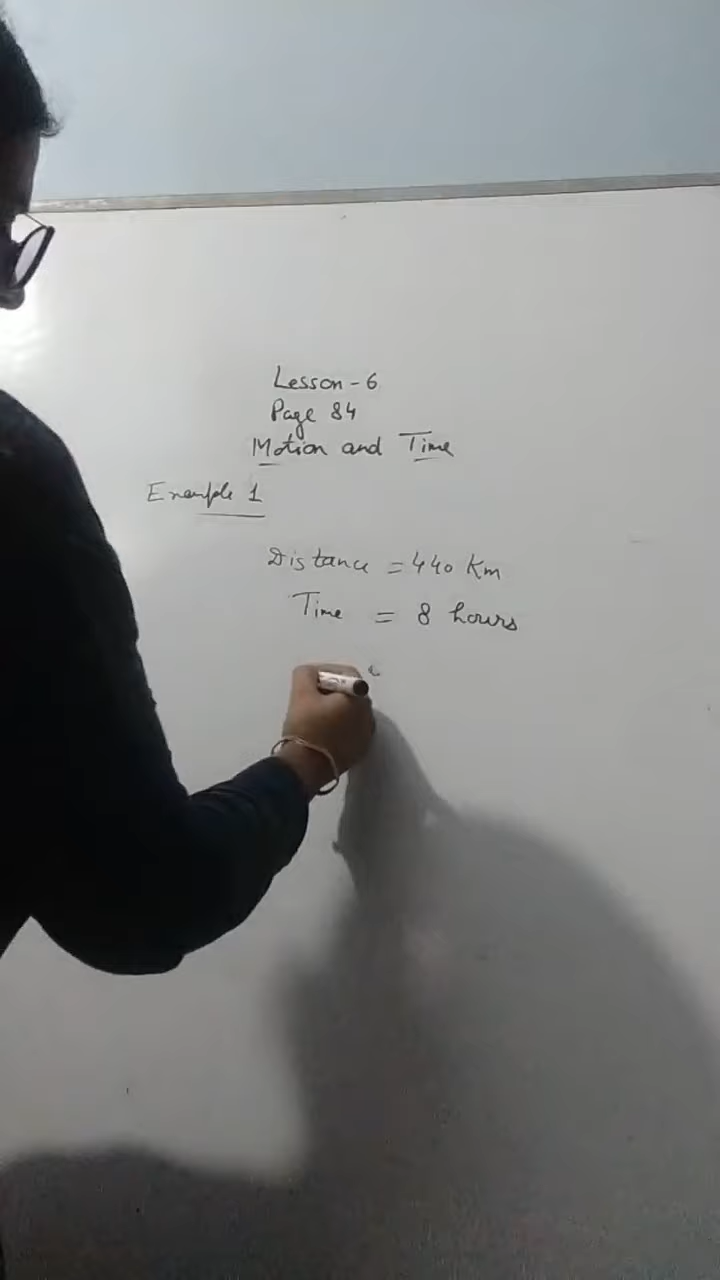 Lesson - 6
Page 84
Motion and Time
Example 1
Distance = 440 Km
Time = 8 hours